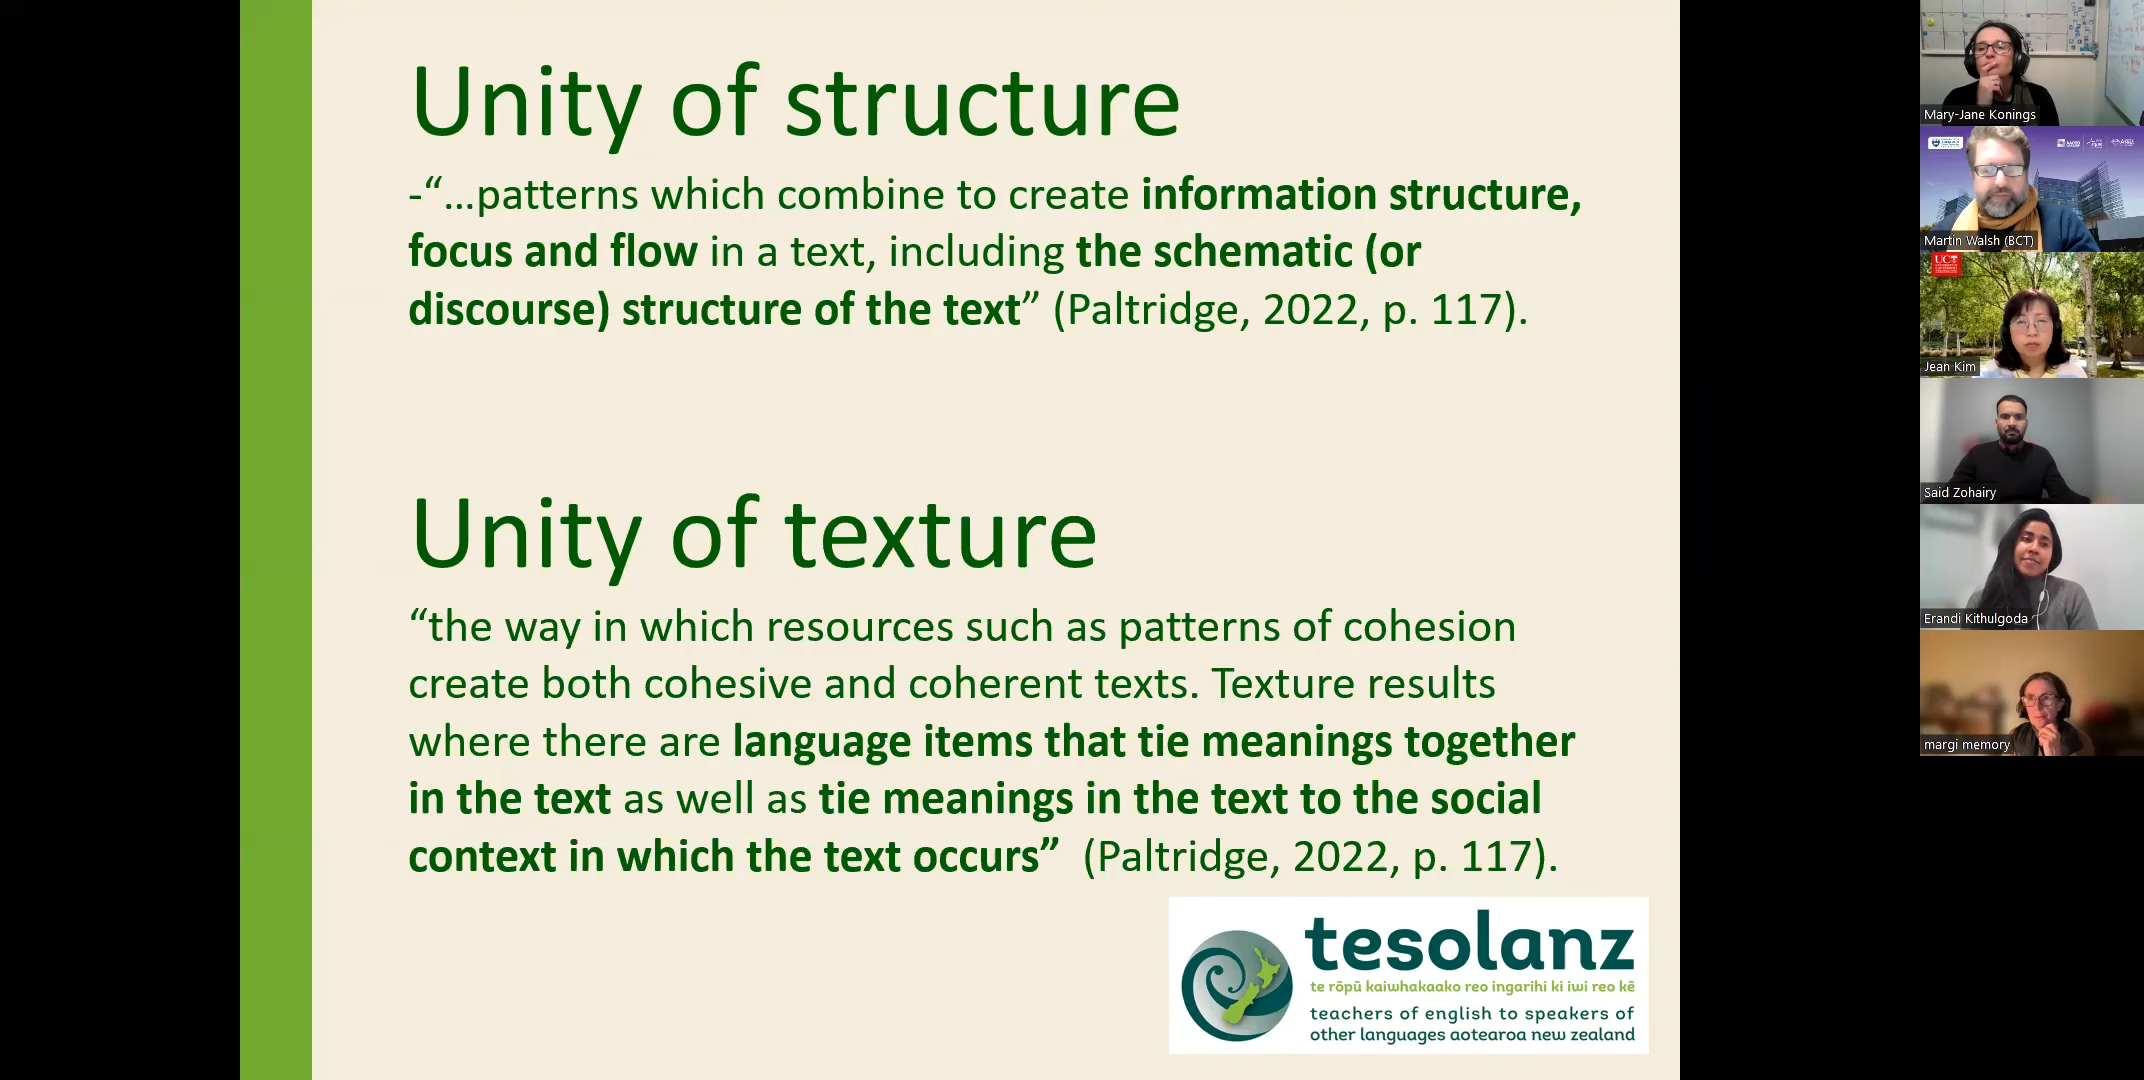 Unity of structure
-“…patterns which combine to create information structure,
focus and flow in a text, including the schematic (or
discourse) structure of the text” (Paltridge, 2022, p. 117).
Unity of texture
“the way in which resources such as patterns of cohesion
create both cohesive and coherent texts. Texture results
where there are language items that tie meanings together
in the text as well as tie meanings in the text to the social
context in which the text occurs” (Paltridge, 2022, p. 117).
tesolanz
te rōpū kaiwhakaako reo ingarihi ki iwi reo kē
teachers of english to speakers of
other languages aotearoa new zealand
Mary-Jane Konings
Martin Walsh (BCT)
UCT
Jean Kim
Said Zohairy
Erandi Kithulgoda
margi memory